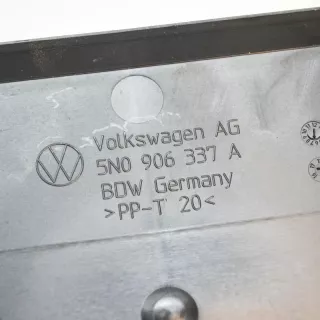 Volkswagen AG
5N0 906 337 A
BDW Germany
>PP-T 20<